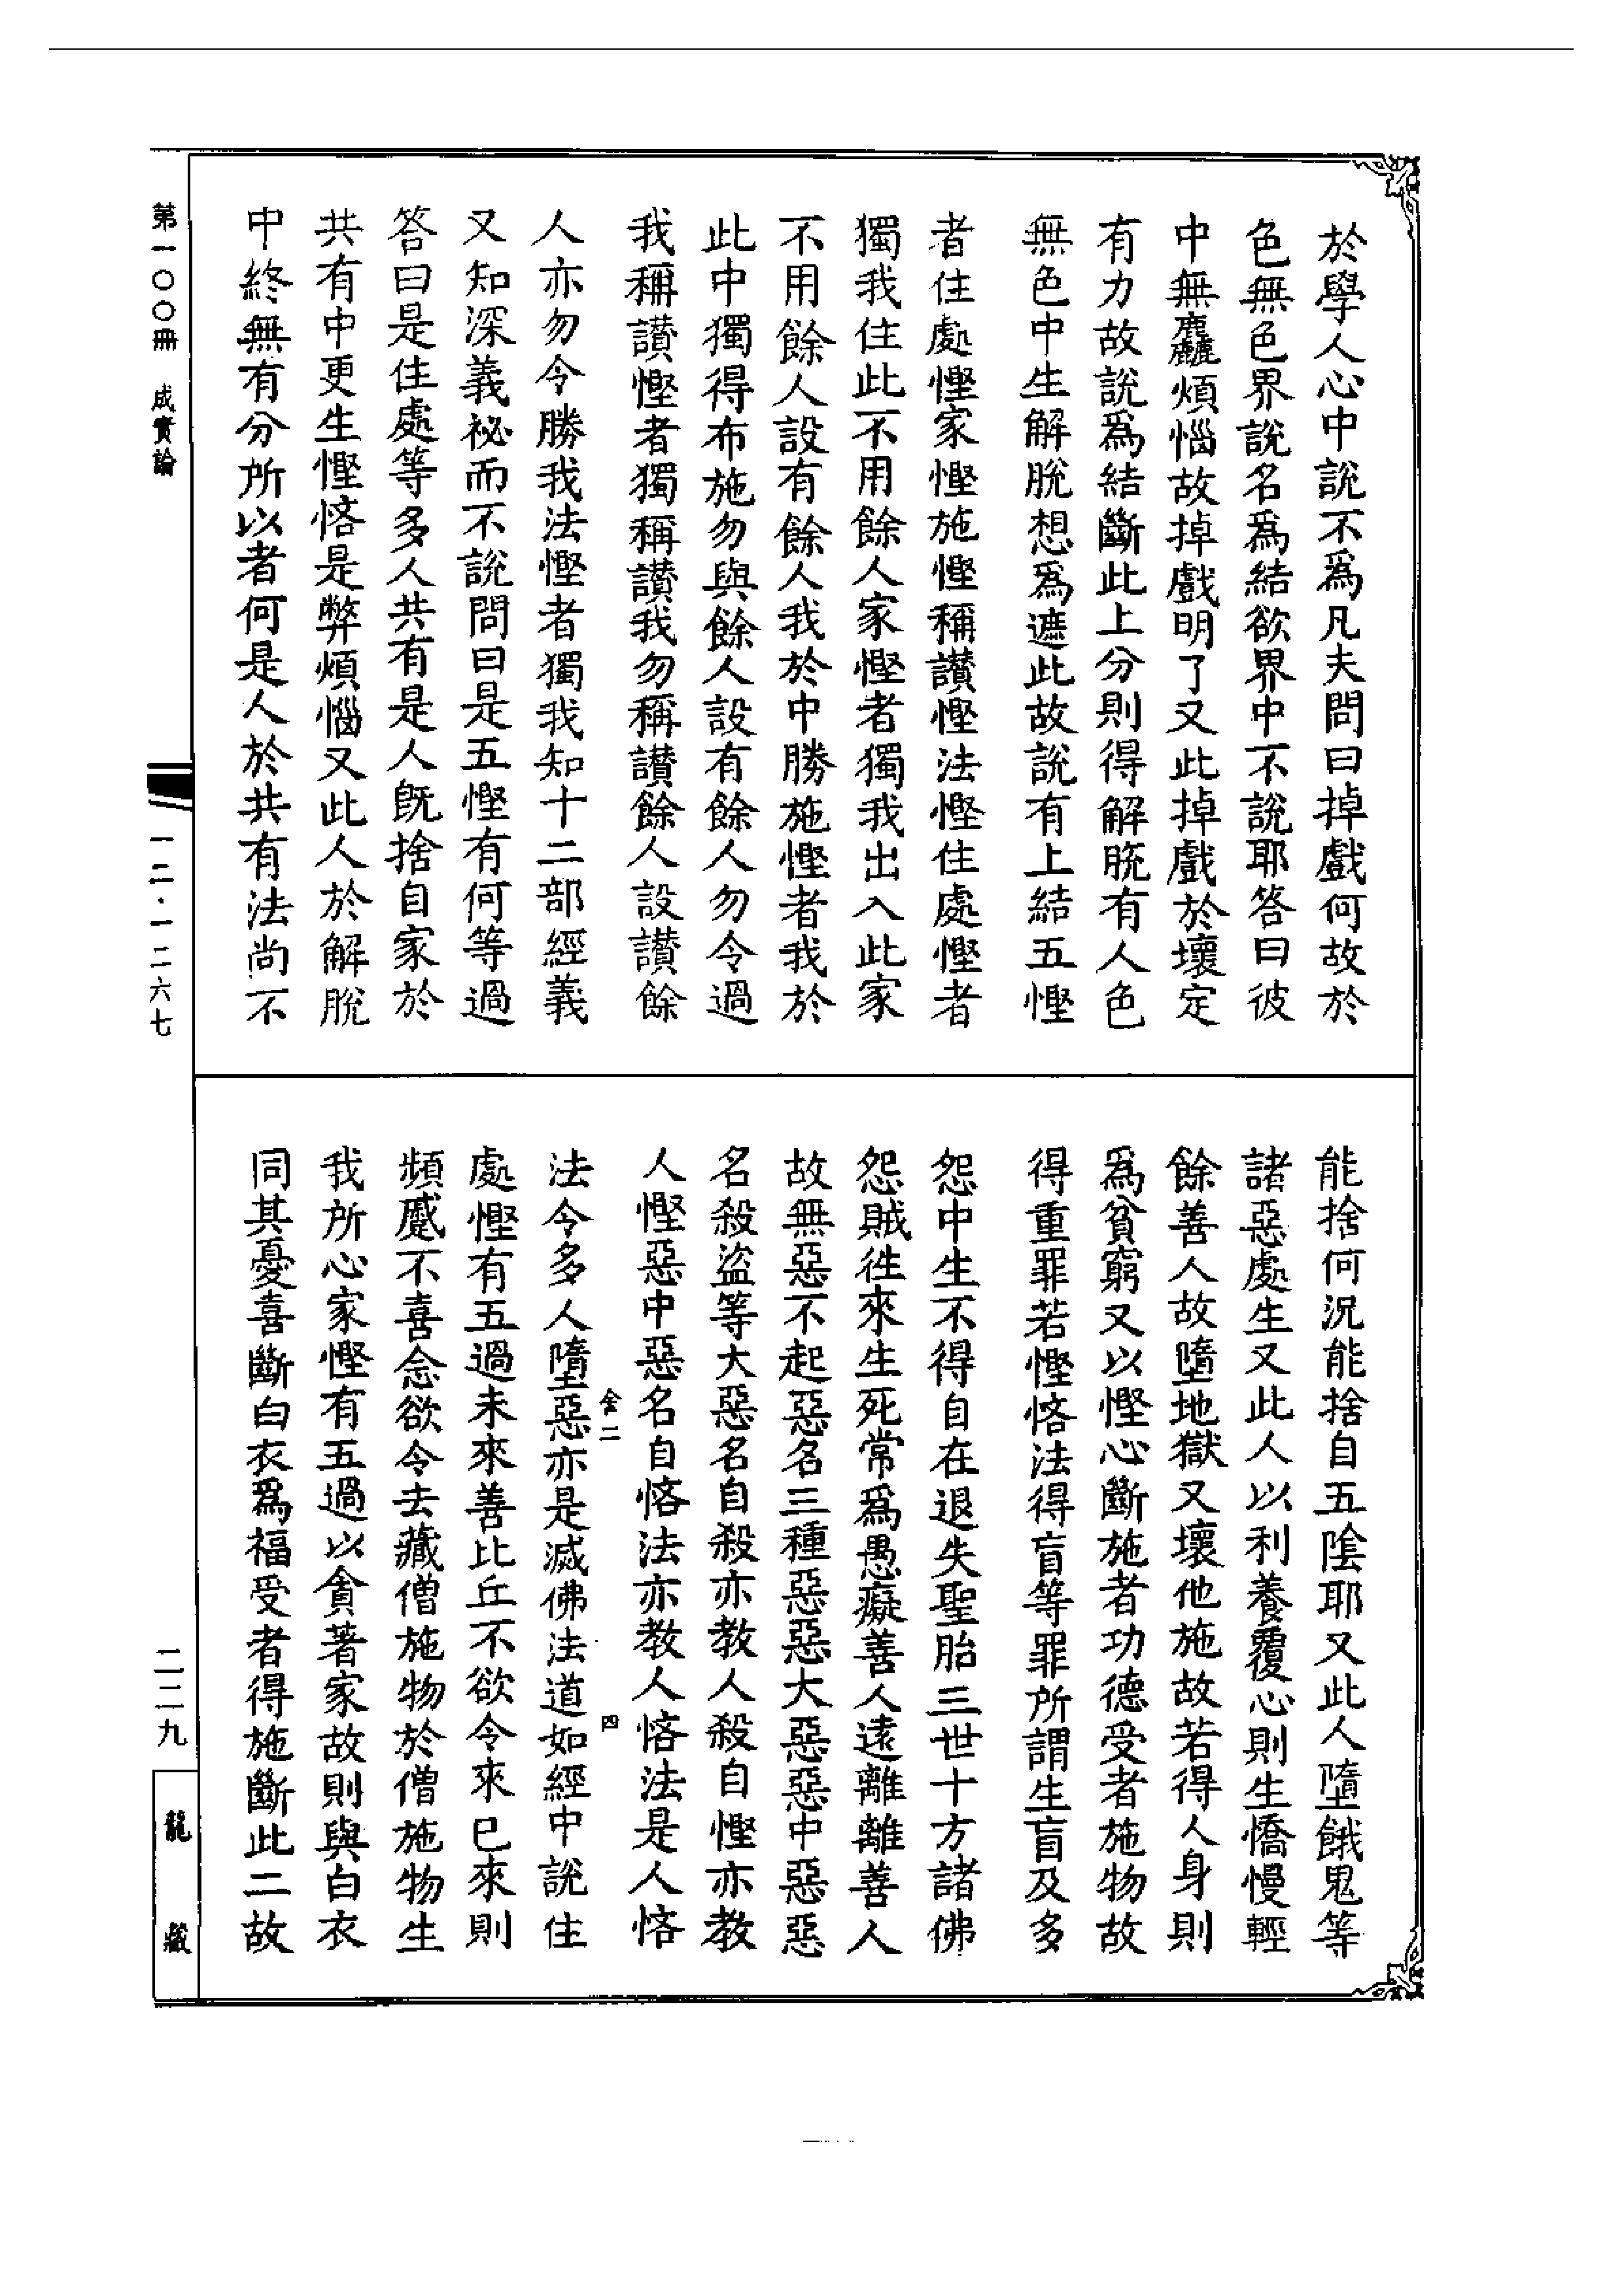 於學人心中說不爲凡夫問曰掉戲何故於
色無色界說名爲結欲界中不說耶答曰彼
中無麤煩惱故掉戲明了又此掉戲於壞定
有力故說爲結斷此上分則得解脫有人色
無色中生解脫想爲遮此故說有上結五慳
者住處慳家慳施慳稱讃慳法慳住處慳者
獨我住此不用餘人家慳者獨我出入此家
不用餘人設有餘人我於中勝施慳者我於
此中獨得布施勿與餘人設有餘人勿令過
我稱讃慳者獨稱讃我勿稱讃餘人設讃餘
人亦勿令勝我法慳者獨我知十二部經義
又知深義祕而不說問曰是五慳有何等過
答曰是住處等多人共有是人旣捨自家於
共有中更生慳悋是弊煩惱又此人於解脫
中終無有分所以者何是人於共有法尚不
能捨何況能捨自五陰耶又此人墮餓鬼等
諸惡處生又此人以利養覆心則生憍慢輕
餘善人故墮地獄又壞他施故若得人身則
爲貧窮又以慳心斷施者功德受者施物故
得重罪若慳悋法得盲等罪所謂生盲及多
怨中生不得自在退失聖胎三世十方諸佛
怨賊徃來生死常爲愚癡善人遠離離善人
故無惡不起惡名三種惡惡大惡惡中惡惡
名殺盜等大惡名自殺亦教人殺自慳亦教
人慳惡中惡名自悋法亦教人悋法是人悋
舍二
四
法令多人墮惡亦是滅佛法道如經中說住
處慳有五過未來善比丘不欲令來已來則
頻蹙不喜念欲令去藏僧施物於僧施物生
我所心家慳有五過以貪著家故則與白衣
同其憂喜斷白衣爲福受者得施斷此二故
第一〇〇冊 成實論
一二·一二六七
二二九
龍藏